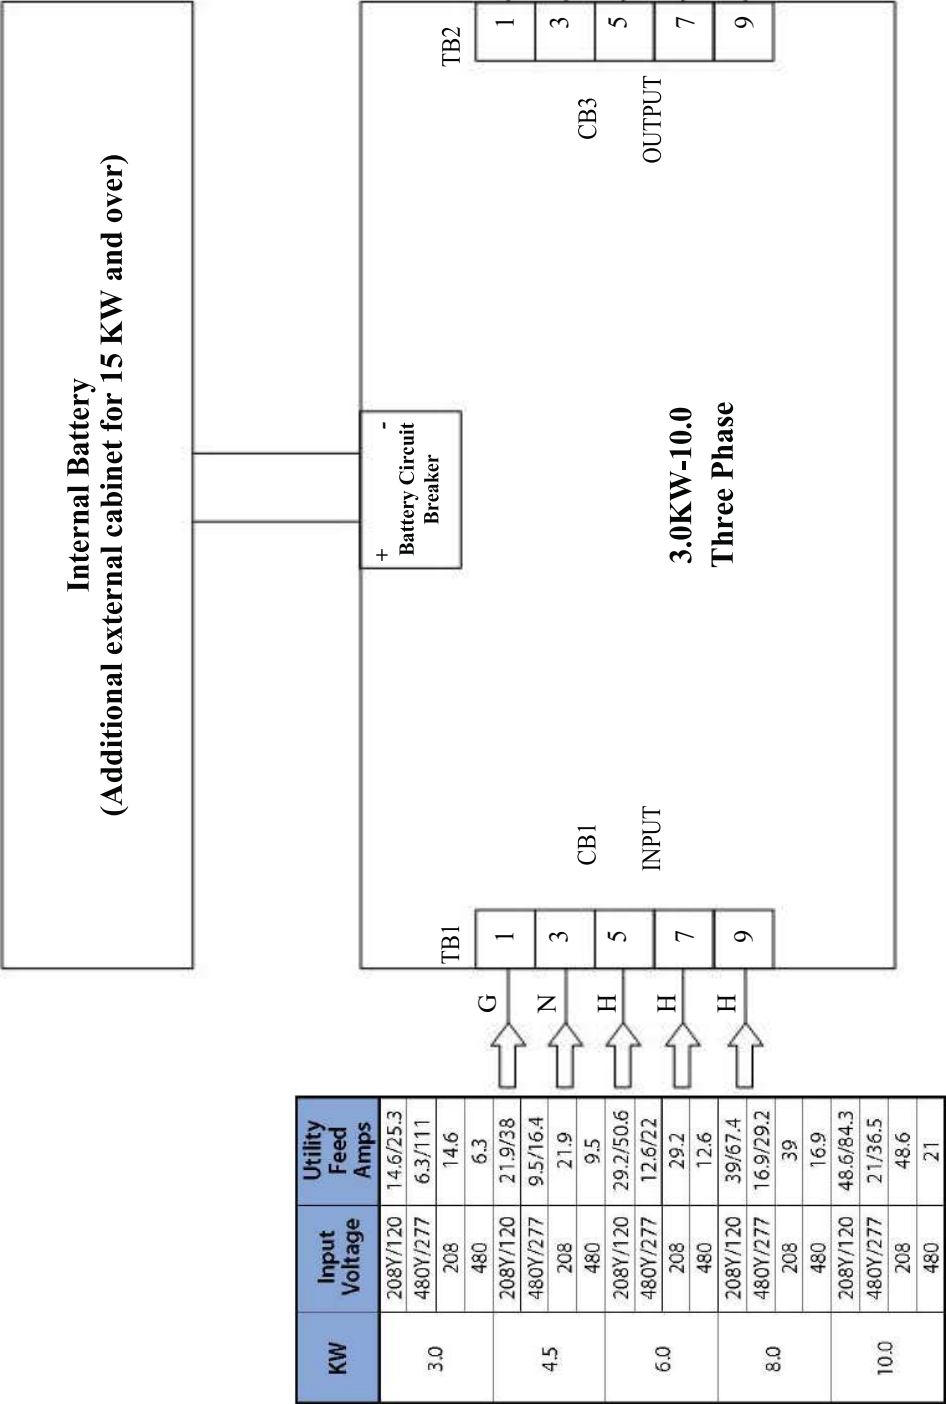 Internal Battery
(Additional external cabinet for 15 KW and over)
+ -
Battery Circuit
Breaker
TB1
TB2
G 1
N 3
H 5
H 7
H 9
CB1
INPUT
3.0KW-10.0
Three Phase
CB3
OUTPUT
1
3
5
7
9
KW Input Voltage Utility Feed Amps
3.0 208Y/120 14.6/25.3
480Y/277 6.3/111
208 14.6
480 6.3
4.5 208Y/120 21.9/38
480Y/277 9.5/16.4
208 21.9
480 9.5
6.0 208Y/120 29.2/50.6
480Y/277 12.6/22
208 29.2
480 12.6
8.0 208Y/120 39/67.4
480Y/277 16.9/29.2
208 39
480 16.9
10.0 208Y/120 48.6/84.3
480Y/277 21/36.5
208 48.6
480 21